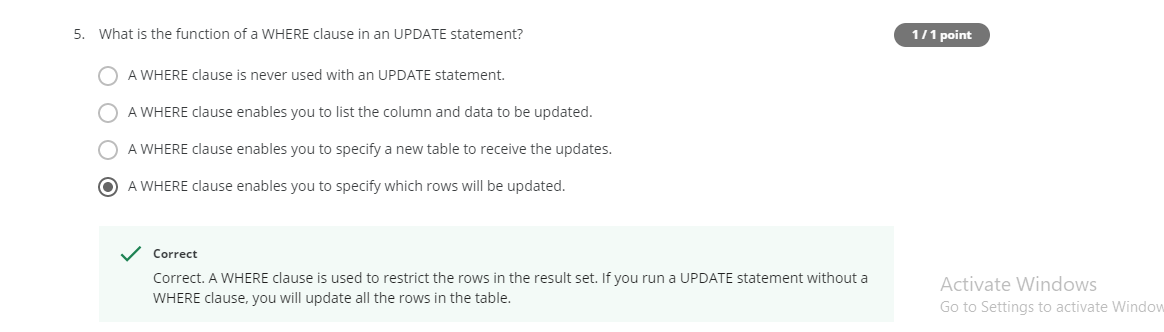 5. What is the function of a WHERE clause in an UPDATE statement?
1 / 1 point
A WHERE clause is never used with an UPDATE statement.
A WHERE clause enables you to list the column and data to be updated.
A WHERE clause enables you to specify a new table to receive the updates.
A WHERE clause enables you to specify which rows will be updated.
Correct
Correct. A WHERE clause is used to restrict the rows in the result set. If you run a UPDATE statement without a
WHERE clause, you will update all the rows in the table.
Activate Windows
Go to Settings to activate Window